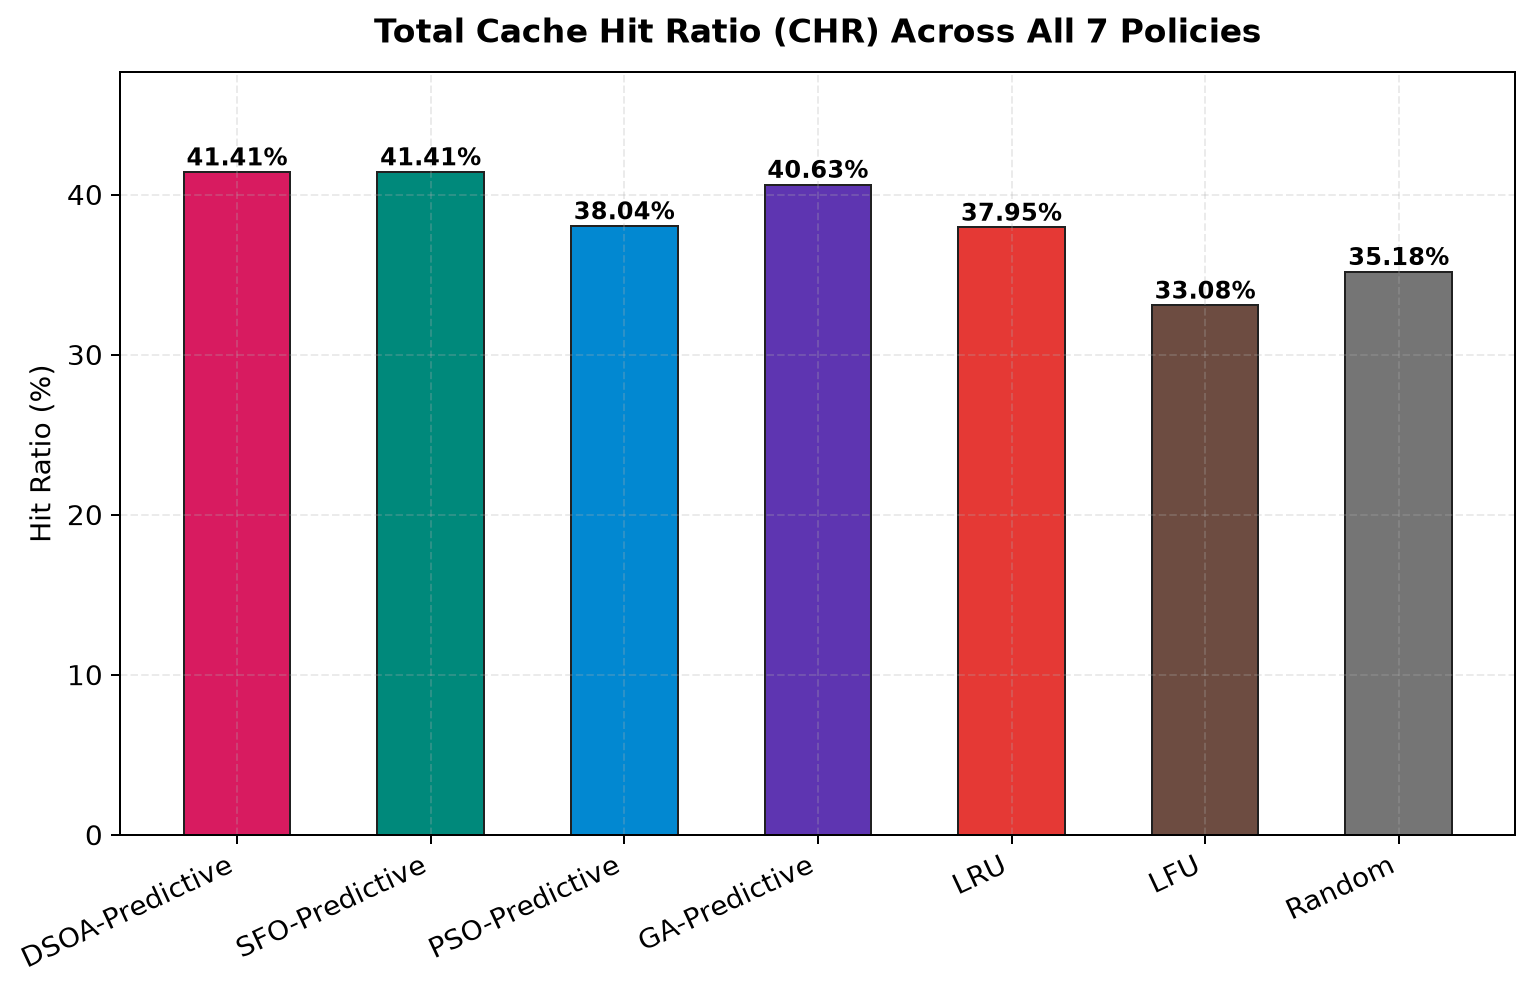 Total Cache Hit Ratio (CHR) Across All 7 Policies
Hit Ratio (%)
40
30
20
10
0
41.41%
41.41%
38.04%
40.63%
37.95%
33.08%
35.18%
DSOA-Predictive
SFO-Predictive
PSO-Predictive
GA-Predictive
LRU
LFU
Random